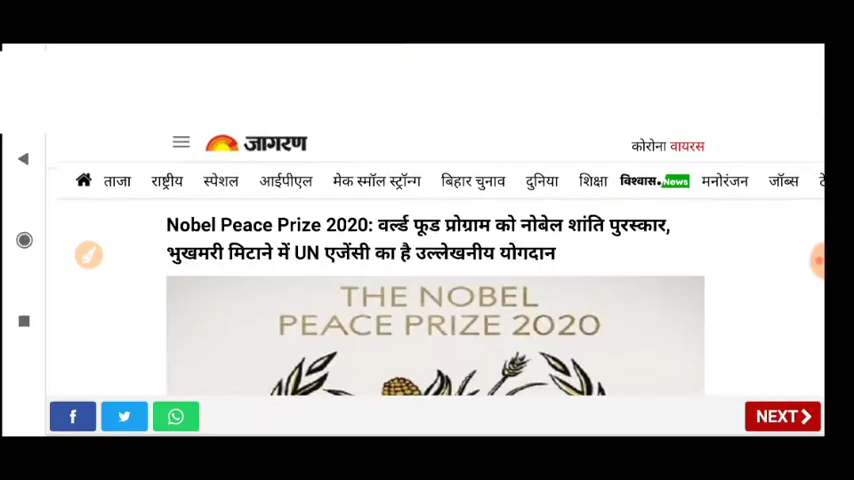 जागरण
कोरोना वायरस
ताजा राष्ट्रीय स्पेशल आईपीएल मेक स्मॉल स्ट्रॉन्ग बिहार चुनाव दुनिया शिक्षा विश्वास.News मनोरंजन जॉब्स
Nobel Peace Prize 2020: वर्ल्ड फूड प्रोग्राम को नोबेल शांति पुरस्कार,
भुखमरी मिटाने में UN एजेंसी का है उल्लेखनीय योगदान
THE NOBEL
PEACE PRIZE 2020
NEXT